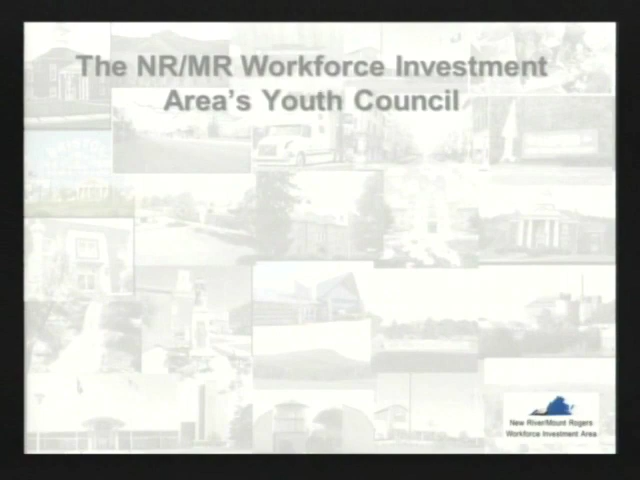 The NR/MR Workforce Investment
Area's Youth Council
New River/Mount Rogers
Workforce Investment Area